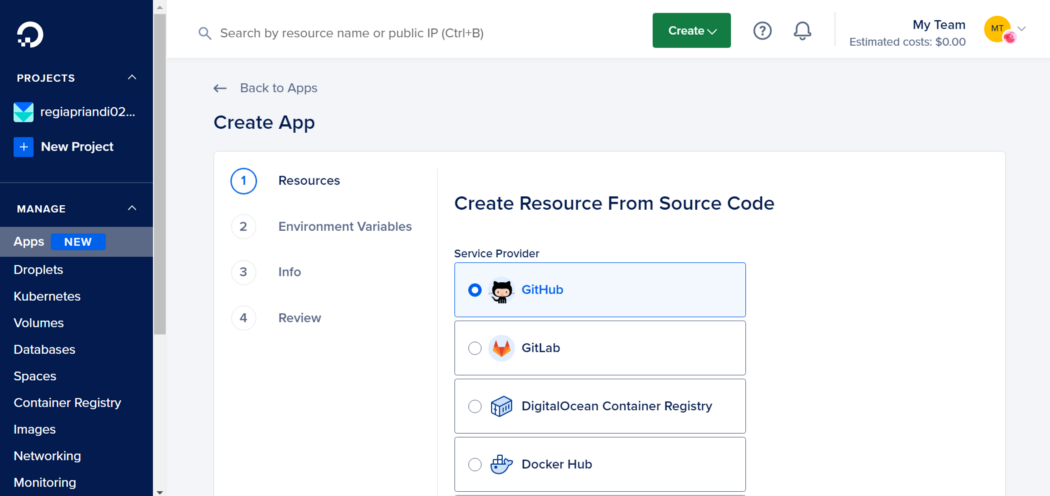 Search by resource name or public IP (Ctrl+B)
Create
?
My Team
Estimated costs: $0.00
MT
PROJECTS
regiapriandi02...
+ New Project
MANAGE
Apps NEW
Droplets
Kubernetes
Volumes
Databases
Spaces
Container Registry
Images
Networking
Monitoring
← Back to Apps
Create App
1 Resources
2 Environment Variables
3 Info
4 Review
Create Resource From Source Code
Service Provider
GitHub
GitLab
DigitalOcean Container Registry
Docker Hub